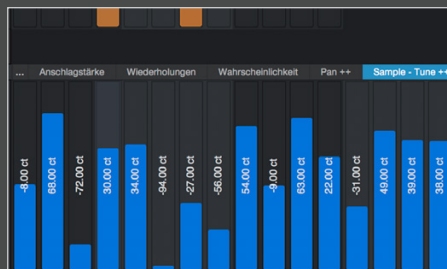 ... Anschlagstärke Wiederholungen Wahrscheinlichkeit Pan ++ Sample - Tune ++
-8.00 ct
68.00 ct
-72.00 ct
30.00 ct
34.00 ct
-94.00 ct
-27.00 ct
-56.00 ct
54.00 ct
-9.00 ct
63.00 ct
22.00 ct
-31.00 ct
49.00 ct
39.00 ct
38.00 ct